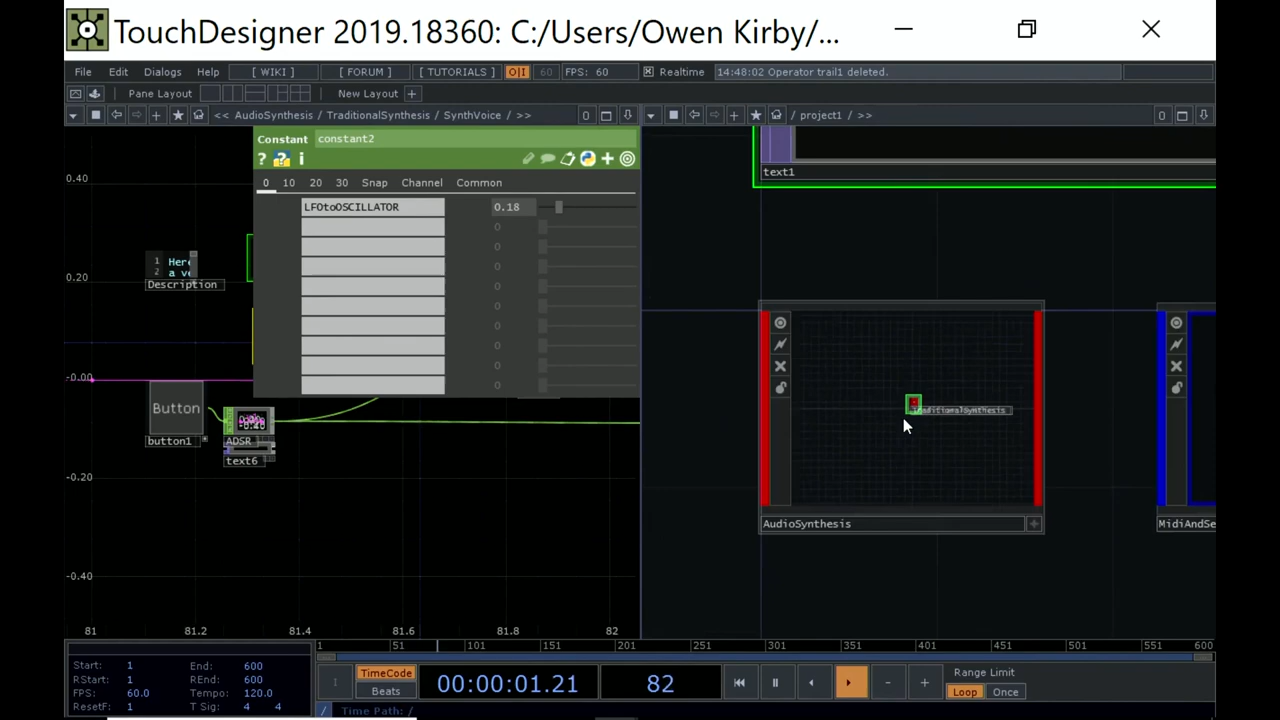 TouchDesigner 2019.18360: C:/Users/Owen Kirby/...
File Edit Dialogs Help [ WIKI ] [ FORUM ] [ TUTORIALS ] O|I 60 FPS: 60 Realtime 14:48:02 Operator trail1 deleted.
Pane Layout New Layout +
<< AudioSynthesis / TraditionalSynthesis / SynthVoice / >> 0
/ project1 / >> 0
Constant constant2
? ? i
0 10 20 30 Snap Channel Common
LFOtoOSCILLATOR 0.18
0
0
0
0
0
0
0
0
0
0.40
0.20
-0.00
-0.20
-0.40
1 Here
2 a v
Description
Button
button1
ADSR
text6
81 81.2 81.4 81.6 81.8 82
text1
TraditionalSynthesis
AudioSynthesis
MidiAndSe
1 51 101 151 201 251 301 351 401 451 501 551 600
Start: 1 End: 600
RStart: 1 REnd: 600
FPS: 60.0 Tempo: 120.0
ResetF: 1 T Sig: 4 4
TimeCode
Beats
00:00:01.21
82
Range Limit
Loop Once
/ Time Path: /